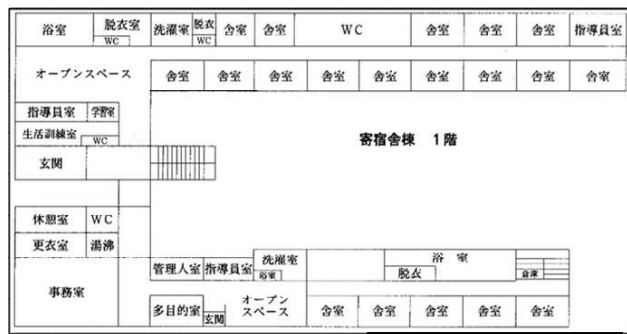 浴室 脱衣室 洗濯室 脱衣 舎室 舎室 WC 舎室 舎室 舎室 指導員室
WC WC
オープンスペース 舎室 舎室 舎室 舎室 舎室 舎室 舎室 舎室 舎室
指導員室 学習室
生活訓練室 WC
寄宿舎棟 1階
玄関
休憩室 WC
更衣室 湯沸
事務室
管理人室 指導員室 洗濯室 浴室 浴室
脱衣 倉庫
多目的室 玄関 オープン
スペース 舎室 舎室 舎室 舎室 舎室